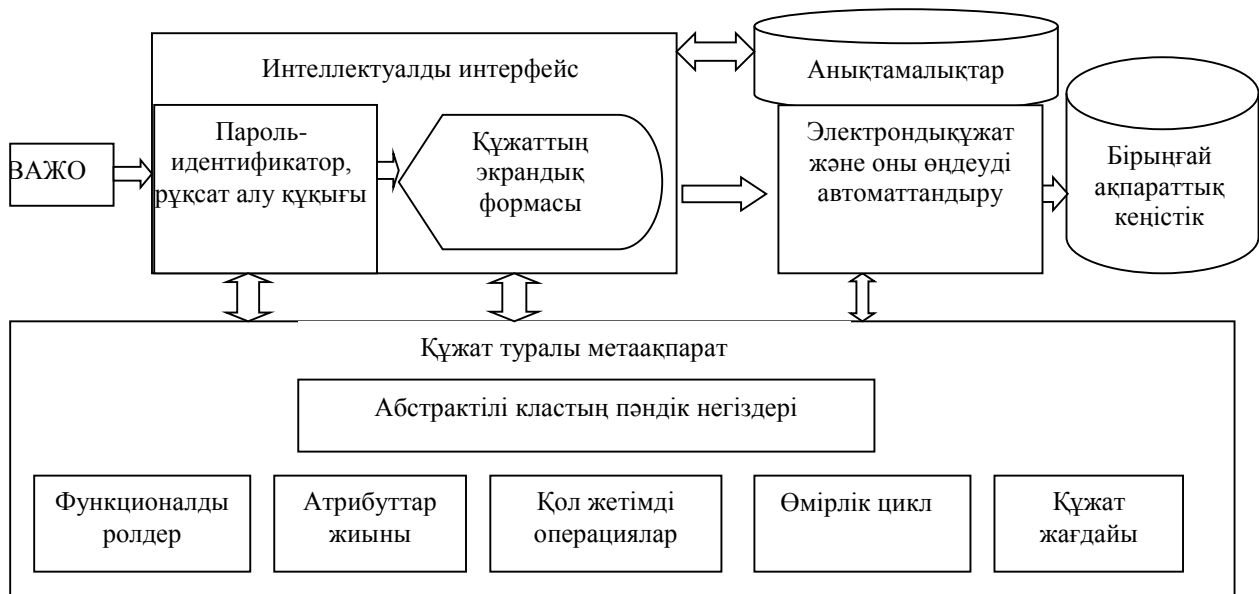 Интеллектуалды интерфейс
Анықтамалықтар
ВАЖО
Пароль-
идентификатор,
рұқсат алу құқығы
Құжаттың
экрандық
формасы
Электрондықұжат
және оны өңдеуді
автоматтандыру
Бірыңғай
ақпараттық
кеңістік
Құжат туралы метаақпарат
Абстрактілі кластың пәндік негіздері
Функционалды
ролдер
Атрибуттар
жиыны
Қол жетімді
операциялар
Өмірлік цикл
Құжат
жағдайы